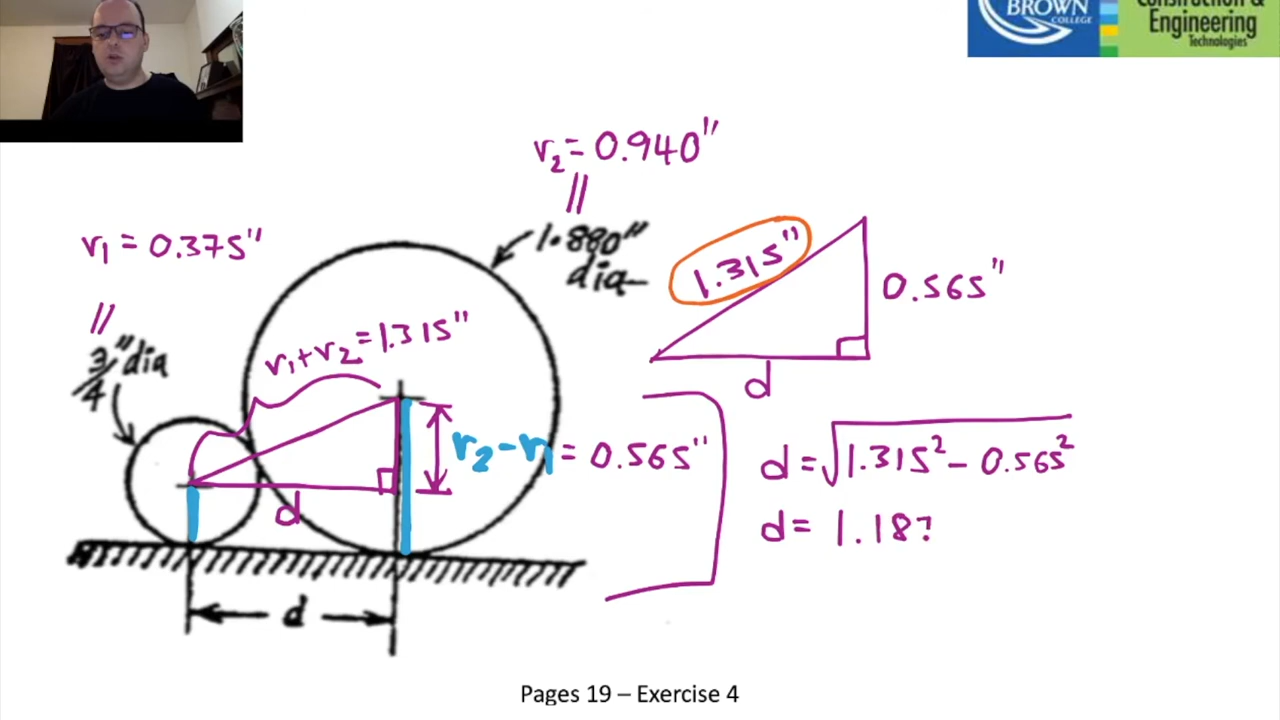 BROWN
COLLEGE
Construction &
Engineering
Technologies
r₂ = 0.940"
r₁ = 0.375"
1.880"
dia
3/4" dia
r₁+r₂ = 1.315"
r₂ - r₁ = 0.565"
d
d
1.315"
0.565"
d
d = √1.315² - 0.565²
d = 1.18
Pages 19 – Exercise 4